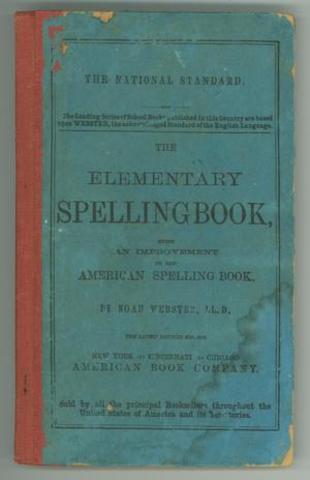 THE NATIONAL STANDARD.
The Leading Series of School Books published in this Country are based
upon WEBSTER, the acknowledged Standard of the English Language.
THE
ELEMENTARY
SPELLING BOOK,
BEING
AN IMPROVEMENT
ON THE
AMERICAN SPELLING BOOK.
BY NOAH WEBSTER, LL.D.
THE LATEST
NEW YORK CINCINNATI CHICAGO
AMERICAN BOOK COMPANY.
Sold by all the principal Booksellers throughout the
United States of America and its Territories.